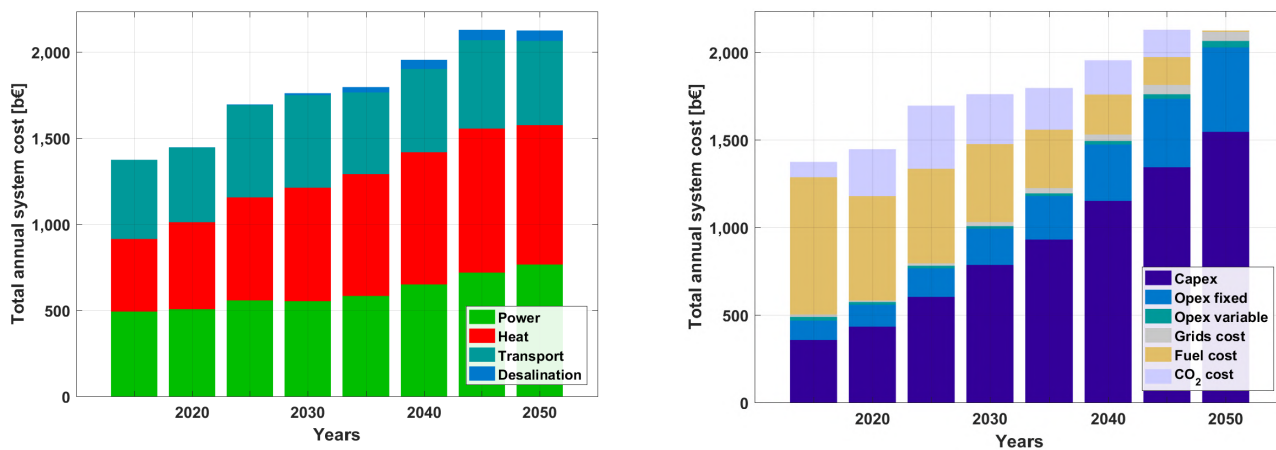 Total annual system cost [b€]
2,000
1,500
1,000
500
0
2020
2030
2040
2050
Years
Power
Heat
Transport
Desalination
Total annual system cost [b€]
2,000
1,500
1,000
500
0
2020
2030
2040
2050
Years
Capex
Opex fixed
Opex variable
Grids cost
Fuel cost
CO₂ cost